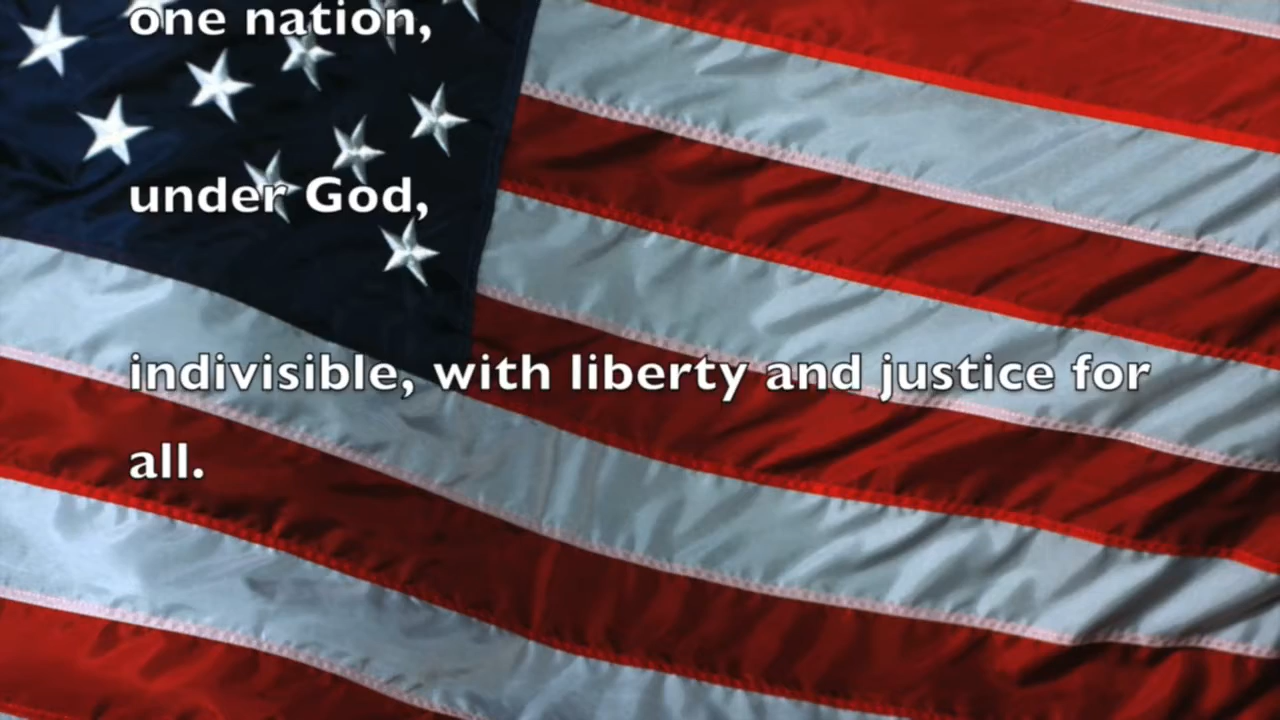 one nation,
under God,
indivisible, with liberty and justice for
all.